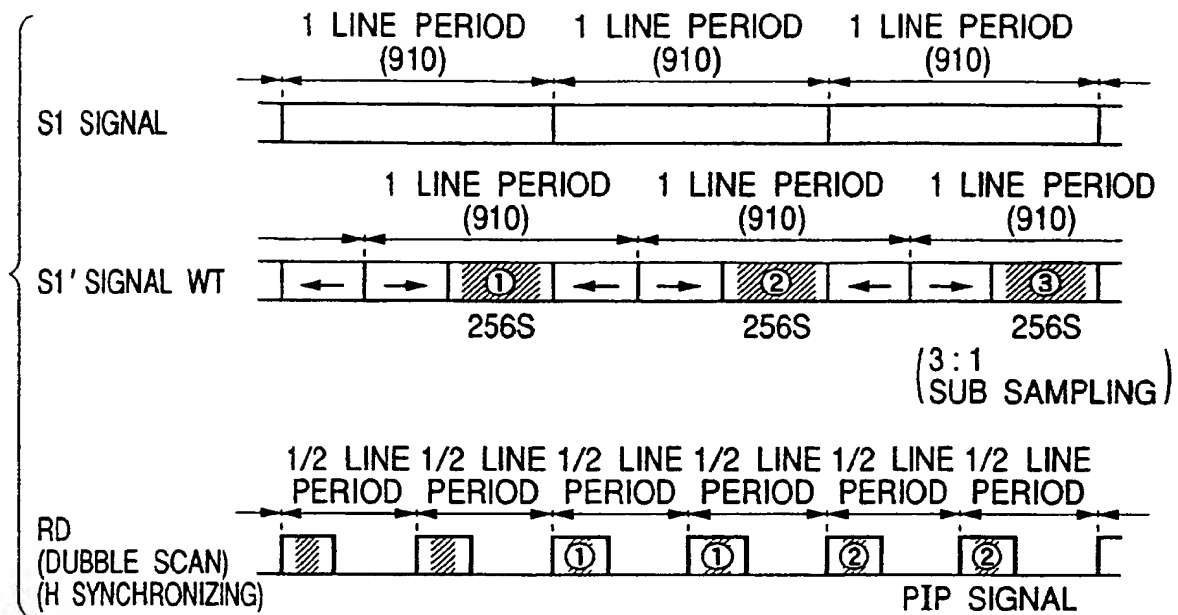 1 LINE PERIOD 1 LINE PERIOD 1 LINE PERIOD
(910) (910) (910)
S1 SIGNAL
1 LINE PERIOD 1 LINE PERIOD 1 LINE PERIOD
(910) (910) (910)
S1' SIGNAL WT
① ② ③
256S 256S 256S
(3:1
SUB SAMPLING)
1/2 LINE 1/2 LINE 1/2 LINE 1/2 LINE 1/2 LINE 1/2 LINE
PERIOD PERIOD PERIOD PERIOD PERIOD PERIOD
RD
(DUBBLE SCAN)
(H SYNCHRONIZING)
① ① ② ②
PIP SIGNAL